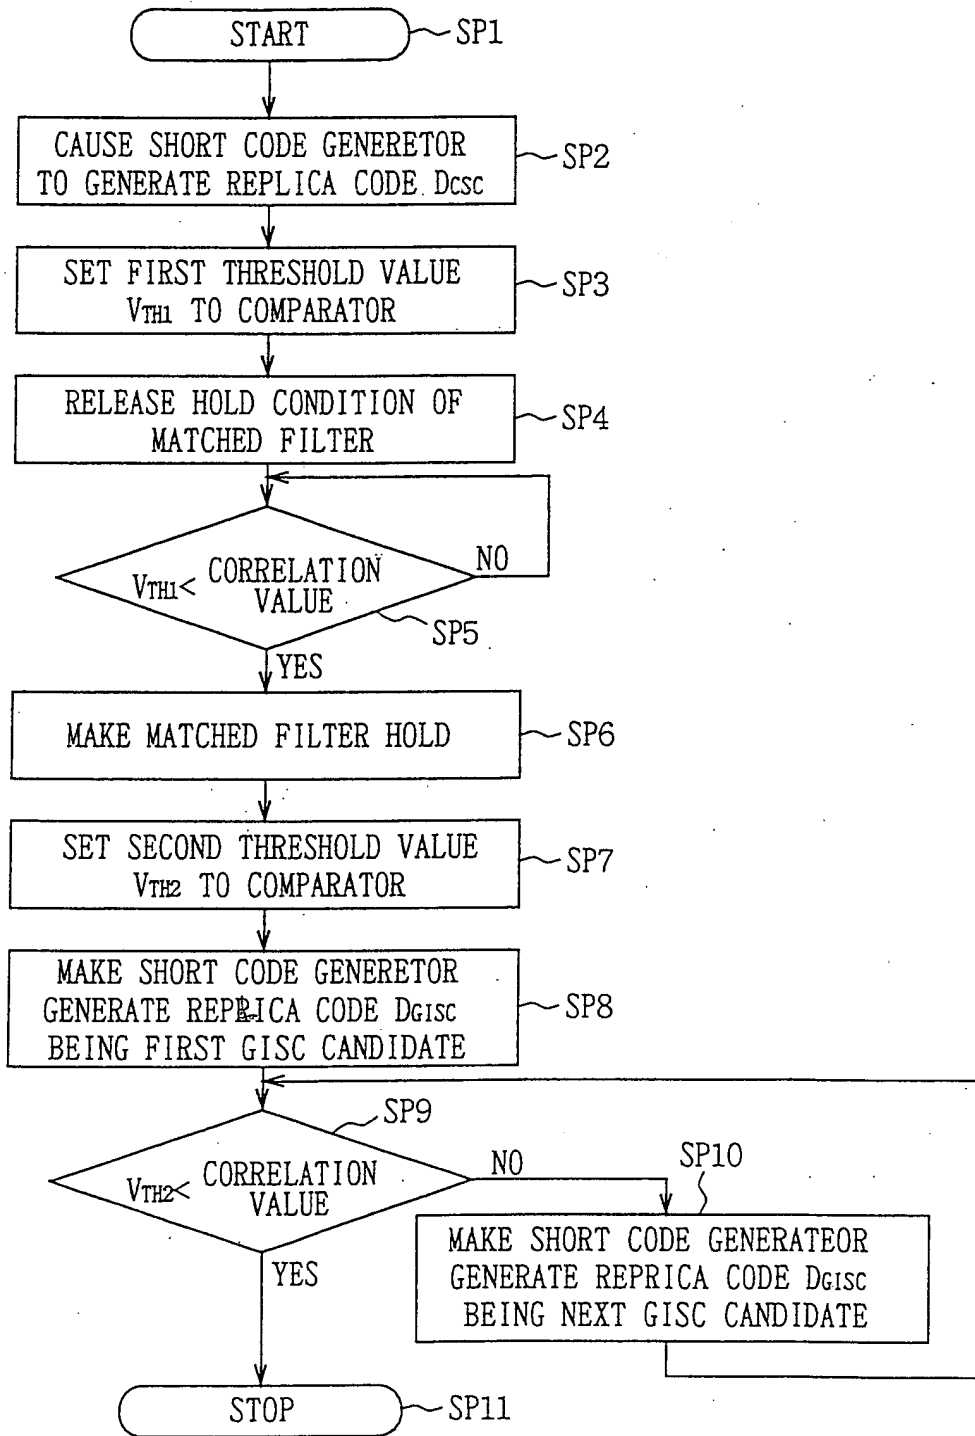 START
SP1
CAUSE SHORT CODE GENERETOR
TO GENERATE REPLICA CODE DCSC
SP2
SET FIRST THRESHOLD VALUE
VTH1 TO COMPARATOR
SP3
RELEASE HOLD CONDITION OF
MATCHED FILTER
SP4
VTH1< CORRELATION
VALUE
NO
SP5
YES
MAKE MATCHED FILTER HOLD
SP6
SET SECOND THRESHOLD VALUE
VTH2 TO COMPARATOR
SP7
MAKE SHORT CODE GENERETOR
GENERATE REPRICA CODE DGISC
BEING FIRST GISC CANDIDATE
SP8
SP9
VTH2< CORRELATION
VALUE
NO
YES
SP10
MAKE SHORT CODE GENERATEOR
GENERATE REPRICA CODE DGISC
BEING NEXT GISC CANDIDATE
STOP
SP11